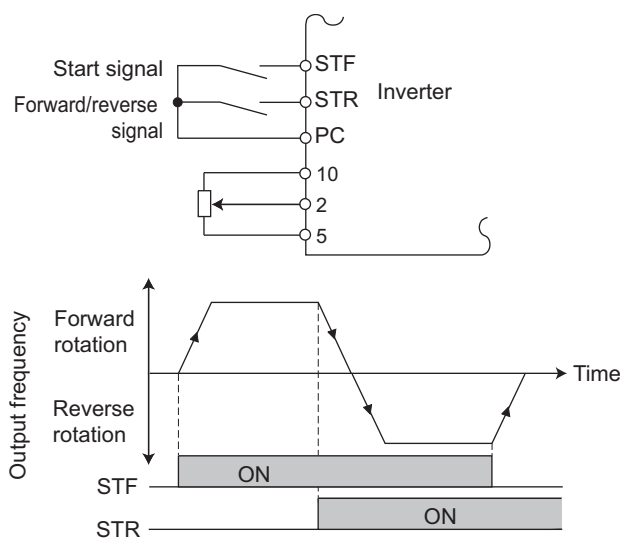 Start signal
STF
Forward/reverse
signal
STR
Inverter
PC
10
2
5
Output frequency
Forward
rotation
Time
Reverse
rotation
ON
STF
ON
STR